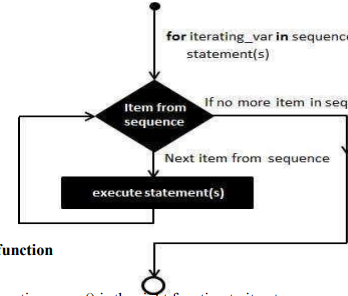 for iterating_var in sequence
statement(s)
Item from
sequence
If no more item in seq
Next item from sequence
execute statement(s)
function